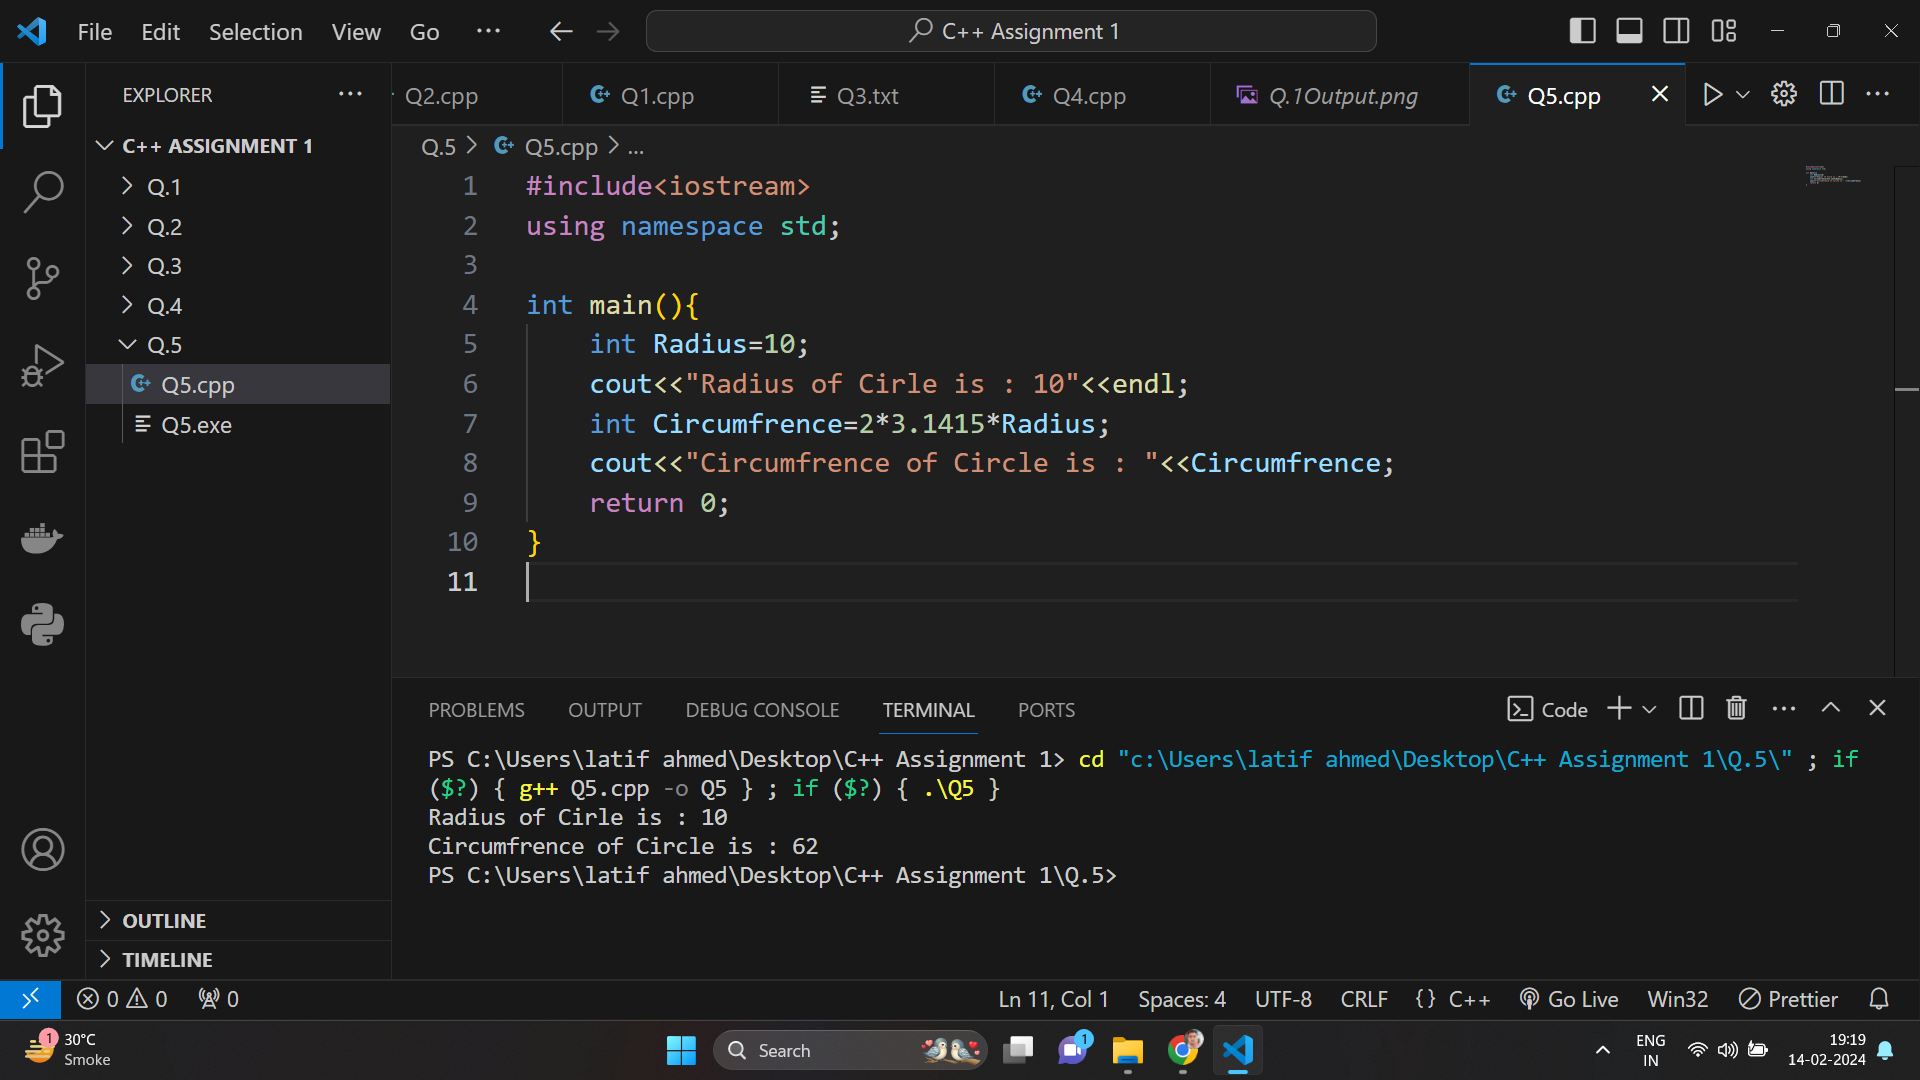 File Edit Selection View Go ···
C++ Assignment 1
EXPLORER ···
C++ ASSIGNMENT 1
Q.1
Q.2
Q.3
Q.4
Q.5
Q5.cpp
Q5.exe
OUTLINE
TIMELINE
Q2.cpp Q1.cpp Q3.txt Q4.cpp Q.1Output.png Q5.cpp
Q.5 > Q5.cpp > ...
1 #include<iostream>
2 using namespace std;
3
4 int main(){
5 int Radius=10;
6 cout<<"Radius of Cirle is : 10"<<endl;
7 int Circumfrence=2*3.1415*Radius;
8 cout<<"Circumfrence of Circle is : "<<Circumfrence;
9 return 0;
10 }
11
PROBLEMS OUTPUT DEBUG CONSOLE TERMINAL PORTS
Code
PS C:\Users\latif ahmed\Desktop\C++ Assignment 1> cd "c:\Users\latif ahmed\Desktop\C++ Assignment 1\Q.5\" ; if
($?) { g++ Q5.cpp -o Q5 } ; if ($?) { .\Q5 }
Radius of Cirle is : 10
Circumfrence of Circle is : 62
PS C:\Users\latif ahmed\Desktop\C++ Assignment 1\Q.5>
0 0 0
Ln 11, Col 1 Spaces: 4 UTF-8 CRLF {} C++ Go Live Win32 Prettier
1
30°C
Smoke
Search
1
ENG
IN
19:19
14-02-2024